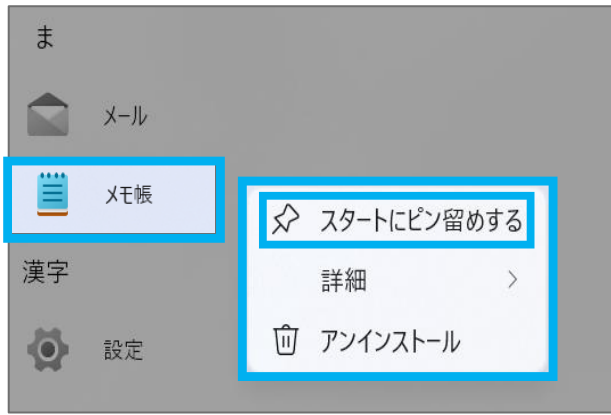 ま
メール
メモ帳
スタートにピン留めする
漢字
詳細
設定
アンインストール